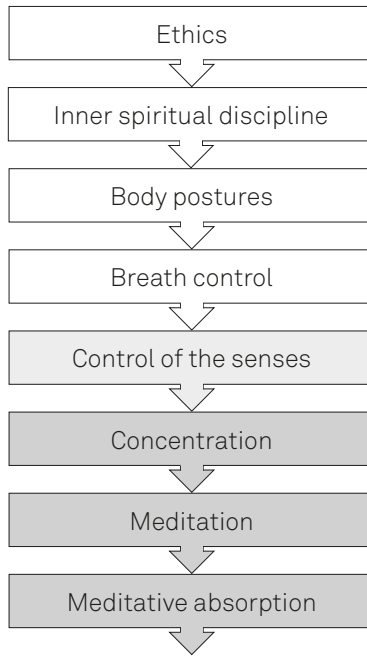 Ethics
Inner spiritual discipline
Body postures
Breath control
Control of the senses
Concentration
Meditation
Meditative absorption